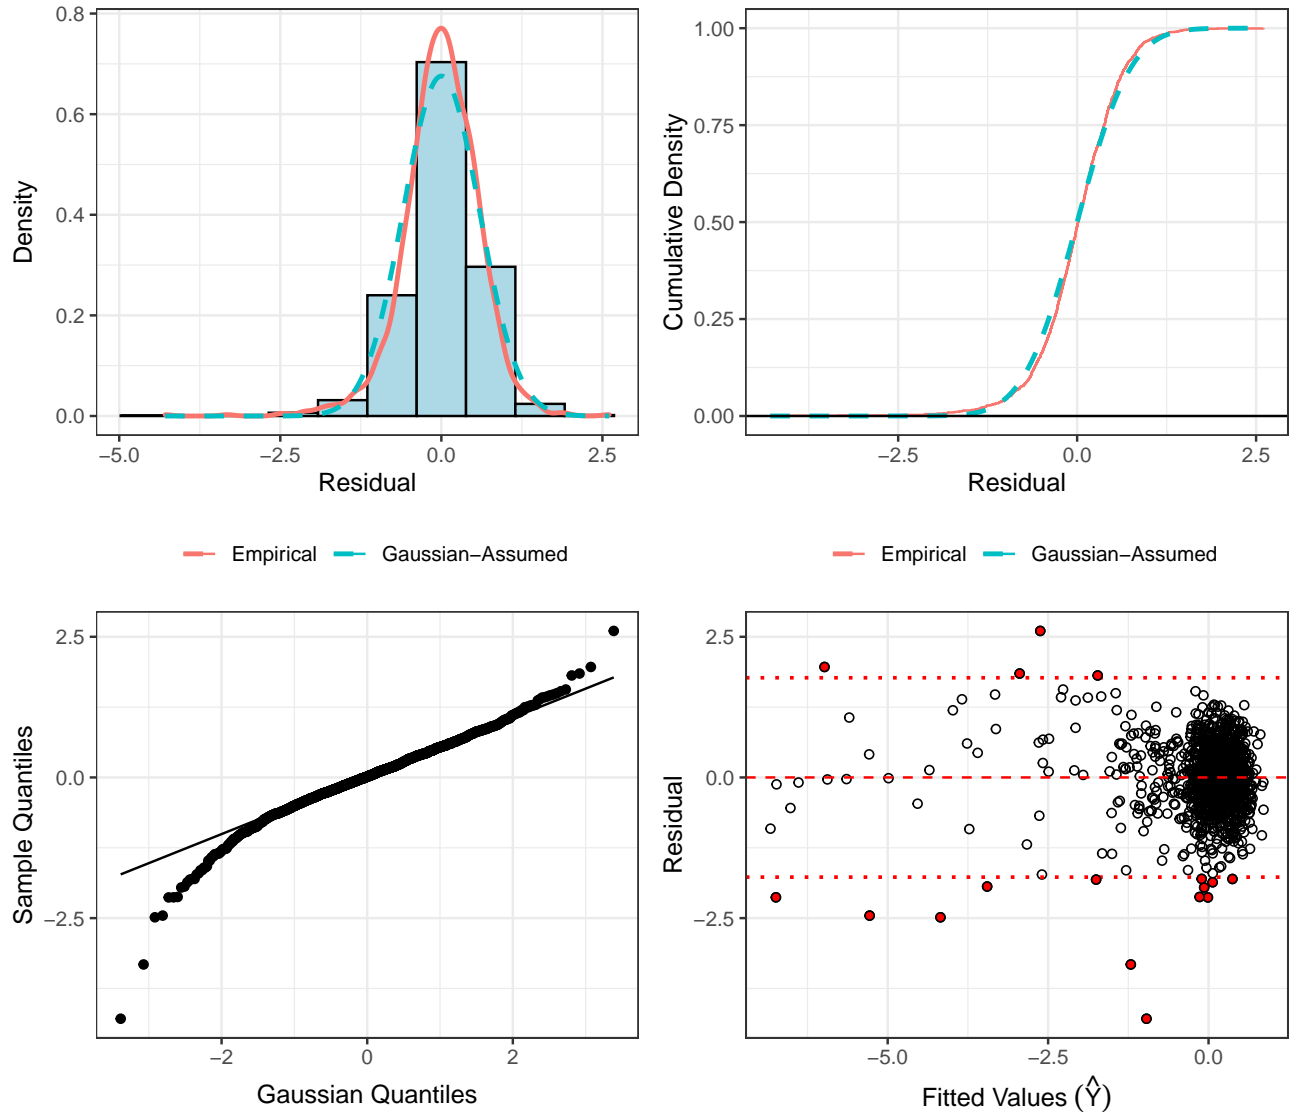 0.8
0.6
0.4
0.2
0.0
Density
−5.0 −2.5 0.0 2.5
Residual
Empirical Gaussian−Assumed
1.00
0.75
0.50
0.25
0.00
Cumulative Density
−2.5 0.0 2.5
Residual
Empirical Gaussian−Assumed
2.5
0.0
−2.5
Sample Quantiles
−2 0 2
Gaussian Quantiles
2.5
0.0
−2.5
Residual
−5.0 −2.5 0.0
Fitted Values (Ŷ)